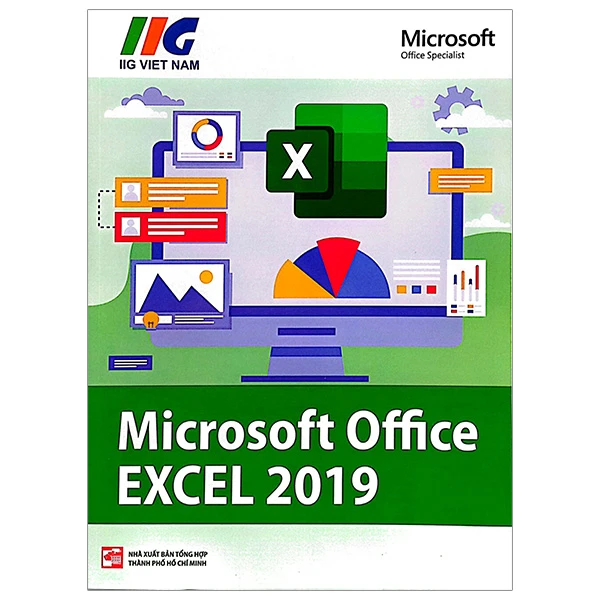 IIG
IIG VIET NAM
Microsoft
Office Specialist
X
Microsoft Office
EXCEL 2019
NHÀ XUẤT BẢN TỔNG HỢP
THÀNH PHỐ HỒ CHÍ MINH